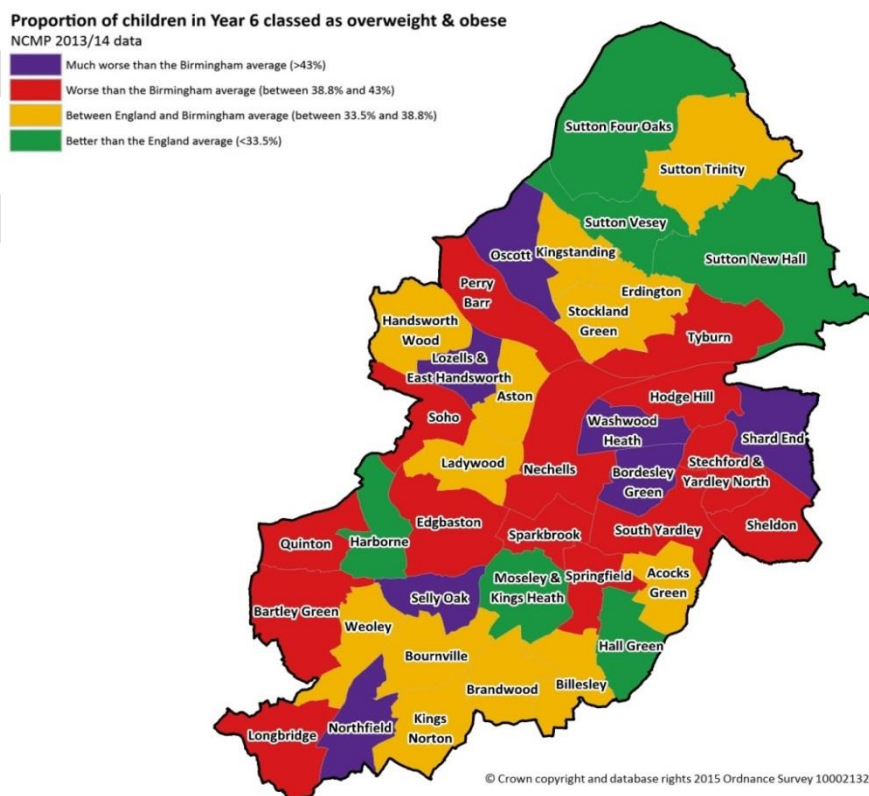 Proportion of children in Year 6 classed as overweight & obese
NCMP 2013/14 data
Much worse than the Birmingham average (>43%)
Worse than the Birmingham average (between 38.8% and 43%)
Between England and Birmingham average (between 33.5% and 38.8%)
Better than the England average (<33.5%)
Sutton Four Oaks
Sutton Trinity
Sutton Vesey
Oscott
Kingstanding
Sutton New Hall
Perry
Barr
Erdington
Stockland
Green
Handsworth
Wood
Tyburn
Lozells &
East Handsworth
Aston
Hodge Hill
Soho
Washwood
Heath
Shard End
Ladywood
Nechells
Bordesley
Green
Stechford &
Yardley North
Edgbaston
Sparkbrook
South Yardley
Sheldon
Quinton
Harborne
Moseley &
Kings Heath
Springfield
Acocks
Green
Bartley Green
Selly Oak
Weoley
Hall Green
Bournville
Brandwood
Billesley
Longbridge
Northfield
Kings
Norton
© Crown copyright and database rights 2015 Ordnance Survey 10002132